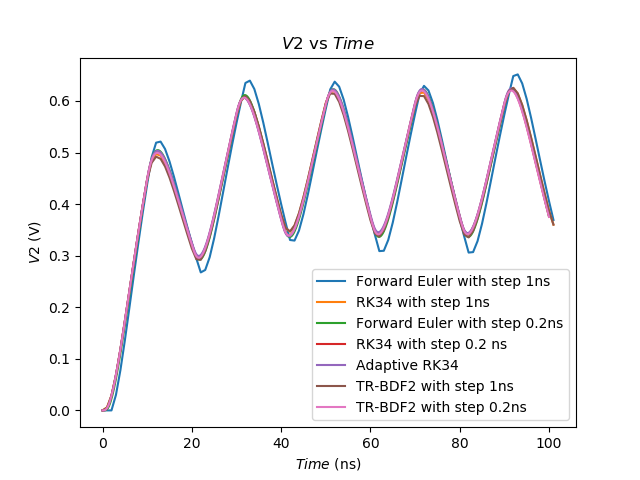 V2 vs Time
0.6
0.5
0.4
0.3
0.2
0.1
0.0
V2 (V)
Forward Euler with step 1ns
RK34 with step 1ns
Forward Euler with step 0.2ns
RK34 with step 0.2 ns
Adaptive RK34
TR-BDF2 with step 1ns
TR-BDF2 with step 0.2ns
0 20 40 60 80 100
Time (ns)